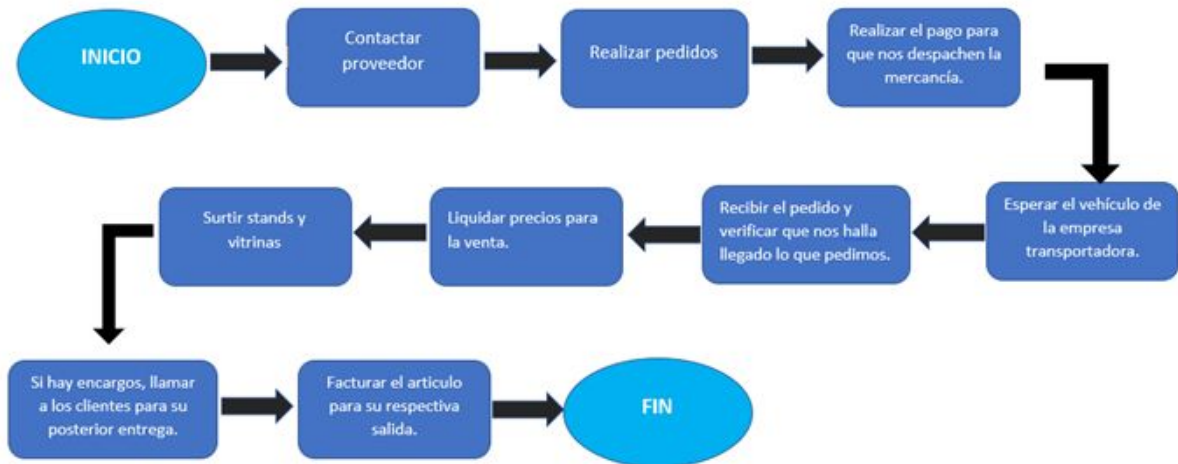 INICIO
Contactar
proveedor
Realizar pedidos
Realizar el pago para
que nos despachen la
mercancía.
Esperar el vehículo de
la empresa
transportadora.
Recibir el pedido y
verificar que nos halla
llegado lo que pedimos.
Liquidar precios para
la venta.
Surtir stands y
vitrinas
Si hay encargos, llamar
a los clientes para su
posterior entrega.
Facturar el articulo
para su respectiva
salida.
FIN